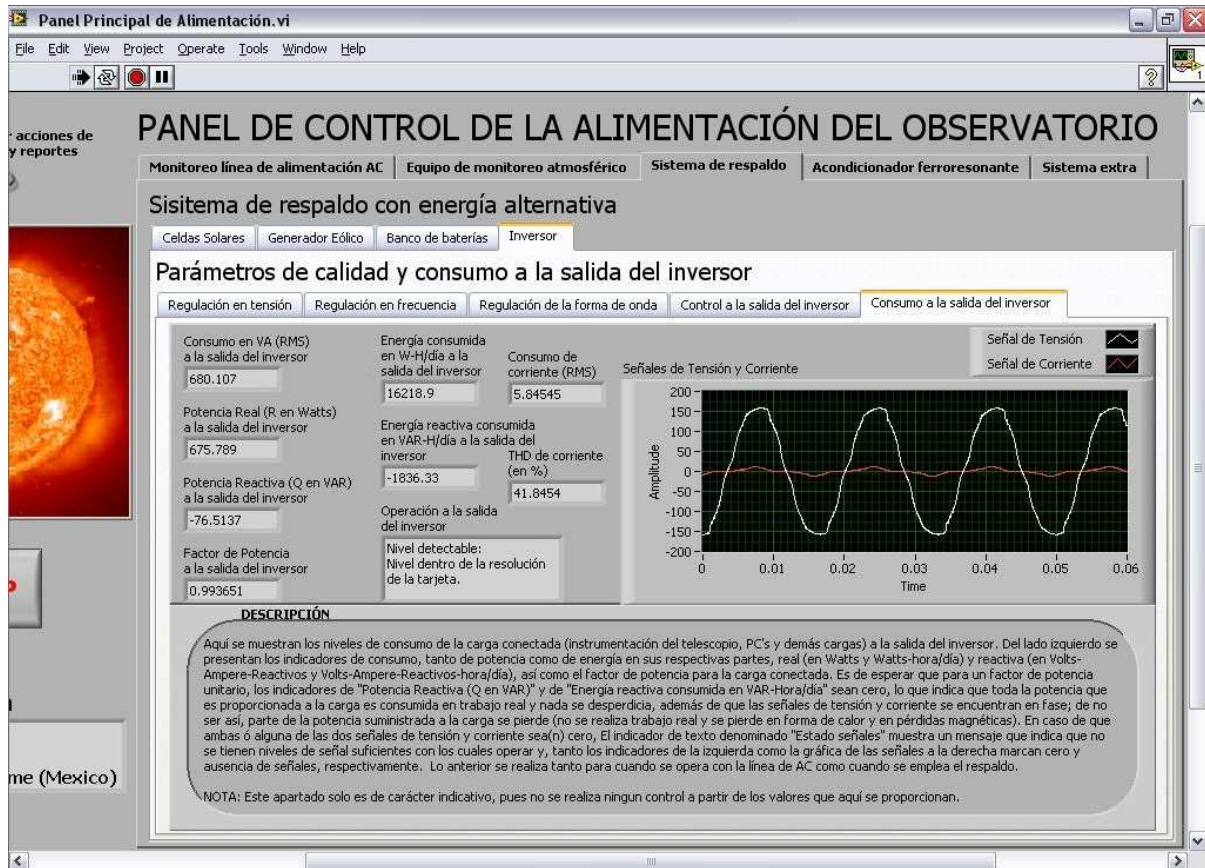 Panel Principal de Alimentación.vi
File Edit View Project Operate Tools Window Help
1
acciones de
y reportes
PANEL DE CONTROL DE LA ALIMENTACIÓN DEL OBSERVATORIO
Monitoreo línea de alimentación AC Equipo de monitoreo atmosférico Sistema de respaldo Acondicionador ferroresonante Sistema extra
Sisitema de respaldo con energía alternativa
Celdas Solares Generador Eólico Banco de baterías Inversor
Parámetros de calidad y consumo a la salida del inversor
Regulación en tensión Regulación en frecuencia Regulación de la forma de onda Control a la salida del inversor Consumo a la salida del inversor
Consumo en VA (RMS)
a la salida del inversor
680.107
Potencia Real (R en Watts)
a la salida del inversor
675.789
Potencia Reactiva (Q en VAR)
a la salida del inversor
-76.5137
Factor de Potencia
a la salida del inversor
0.993651
Energía consumida
en W-H/día a la
salida del inversor
16218.9
Consumo de
corriente (RMS)
5.84545
Energía reactiva consumida
en VAR-H/día a la salida del
inversor
-1836.33
THD de corriente
(en %)
41.8454
Operación a la salida
del inversor
Nivel detectable:
Nivel dentro de la resolución
de la tarjeta.
Señal de Tensión
Señal de Corriente
Señales de Tensión y Corriente
Amplitude
200
150
100
50
0
-50
-100
-150
-200
0 0.01 0.02 0.03 0.04 0.05 0.06
Time
DESCRIPCIÓN
Aquí se muestran los niveles de consumo de la carga conectada (instrumentación del telescopio, PC's y demás cargas) a la salida del inversor. Del lado izquierdo se
presentan los indicadores de consumo, tanto de potencia como de energía en sus respectivas partes, real (en Watts y Watts-hora/día) y reactiva (en Volts-
Ampere-Reactivos y Volts-Ampere-Reactivos-hora/día), así como el factor de potencia para la carga conectada. Es de esperar que para un factor de potencia
unitario, los indicadores de "Potencia Reactiva (Q en VAR)" y de "Energía reactiva consumida en VAR-Hora/día" sean cero, lo que indica que toda la potencia que
es proporcionada a la carga es consumida en trabajo real y nada se desperdicia, además de que las señales de tensión y corriente se encuentran en fase; de no
ser así, parte de la potencia suministrada a la carga se pierde (no se realiza trabajo real y se pierde en forma de calor y en pérdidas magnéticas). En caso de que
ambas ó alguna de las dos señales de tensión y corriente sea(n) cero, El indicador de texto denominado "Estado señales" muestra un mensaje que indica que no
se tienen niveles de señal suficientes con los cuales operar y, tanto los indicadores de la izquierda como la gráfica de las señales a la derecha marcan cero y
ausencia de señales, respectivamente. Lo anterior se realiza tanto para cuando se opera con la línea de AC como cuando se emplea el respaldo.
NOTA: Este apartado solo es de carácter indicativo, pues no se realiza ningun control a partir de los valores que aquí se proporcionan.
me (Mexico)